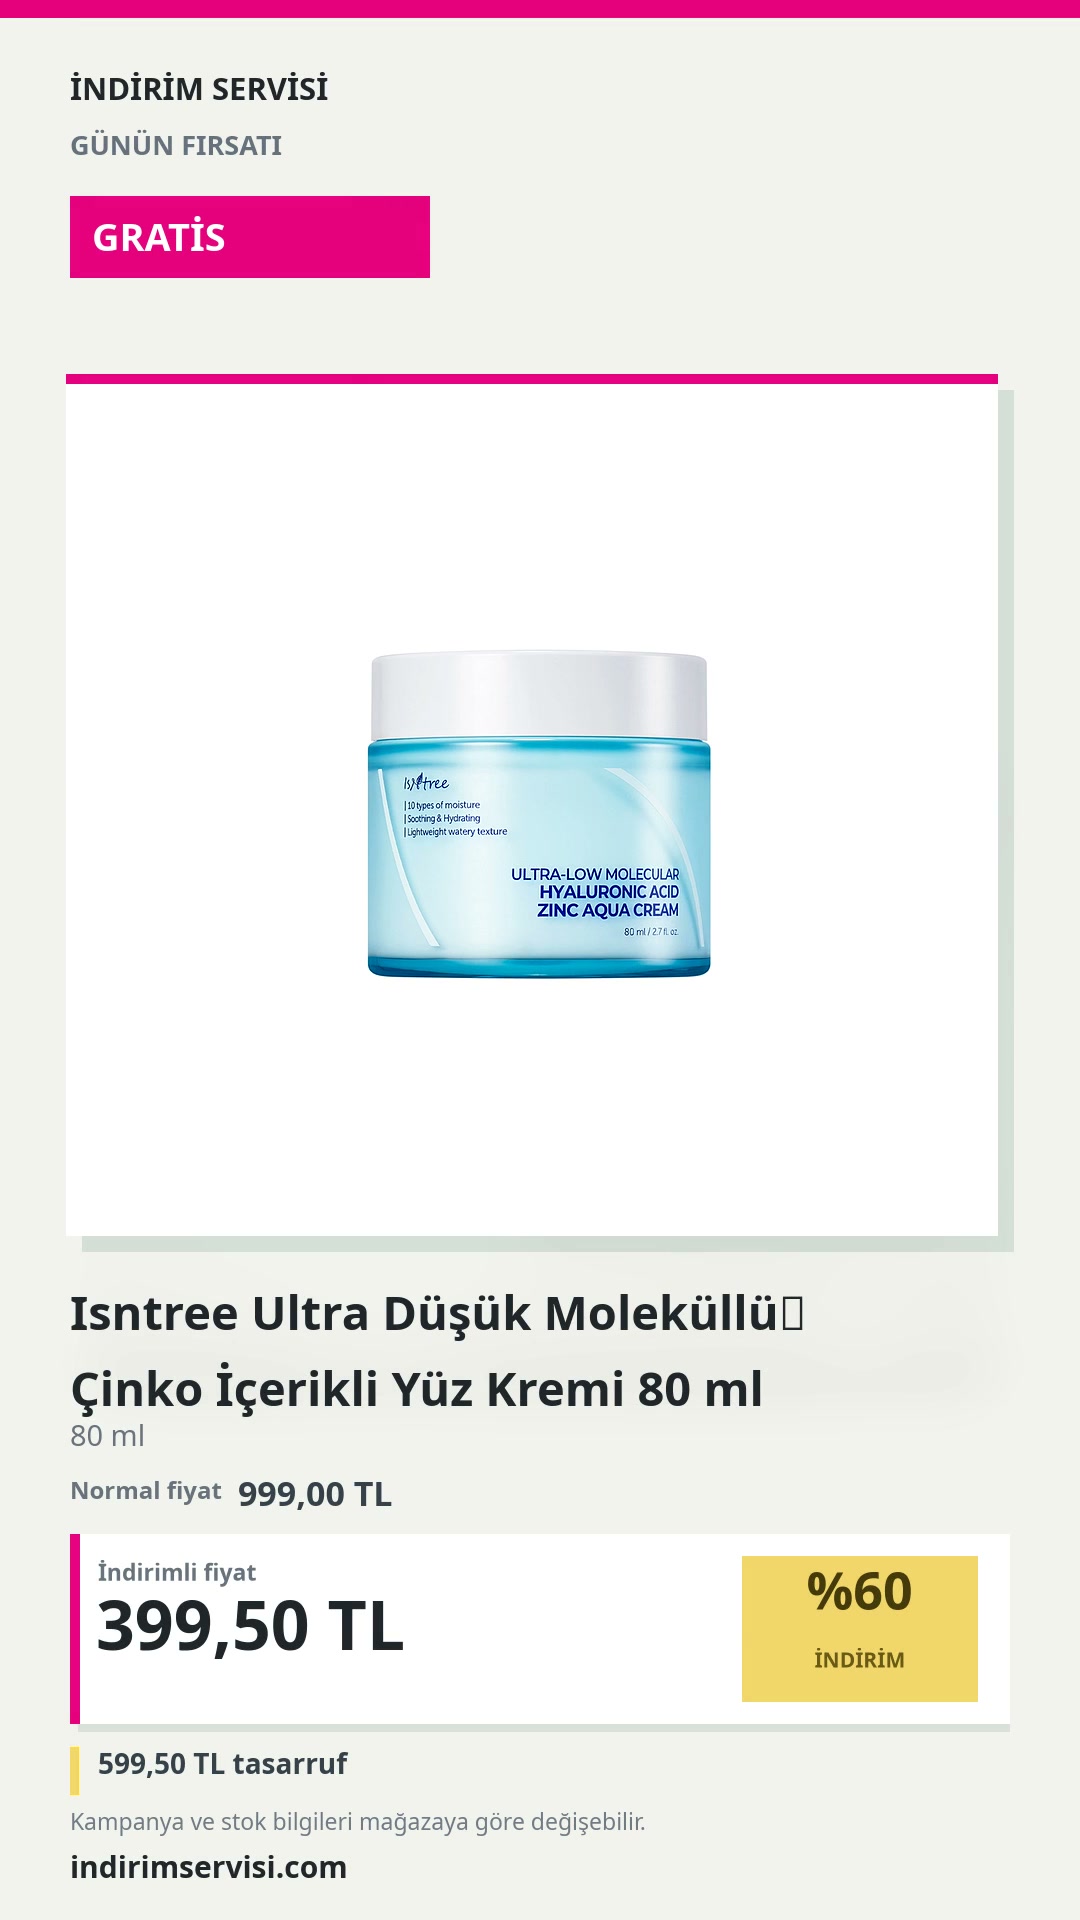 İNDİRİM SERVİSİ
GÜNÜN FIRSATI
GRATİS
Isntree
10 types of moisture
Soothing & Hydrating
Lightweight watery texture
ULTRA-LOW MOLECULAR
HYALURONIC ACID
ZINC AQUA CREAM
80 ml / 2.7 fl. oz.
Isntree Ultra Düşük Moleküllü
Çinko İçerikli Yüz Kremi 80 ml
80 ml
Normal fiyat 999,00 TL
İndirimli fiyat
399,50 TL
%60
İNDİRİM
599,50 TL tasarruf
Kampanya ve stok bilgileri mağazaya göre değişebilir.
indirimservisi.com